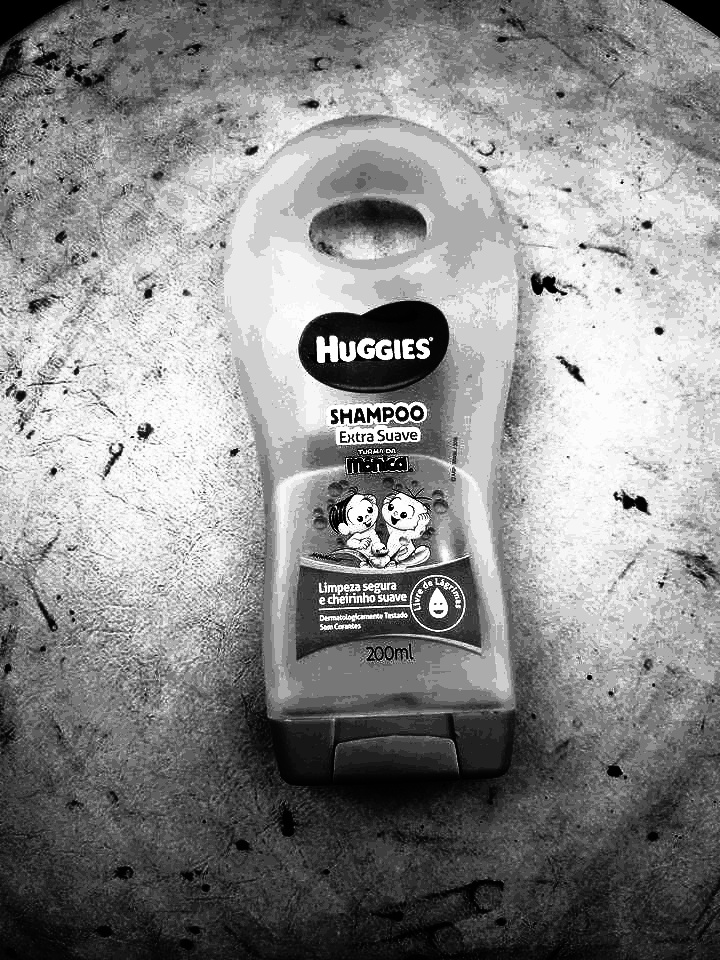 HUGGIES
SHAMPOO
Extra Suave
TURMA DA
Mônica
Limpeza segura
e cheirinho suave
Dermatologicamente Testado
Sem Corantes
Livre de Lágrimas
200ml